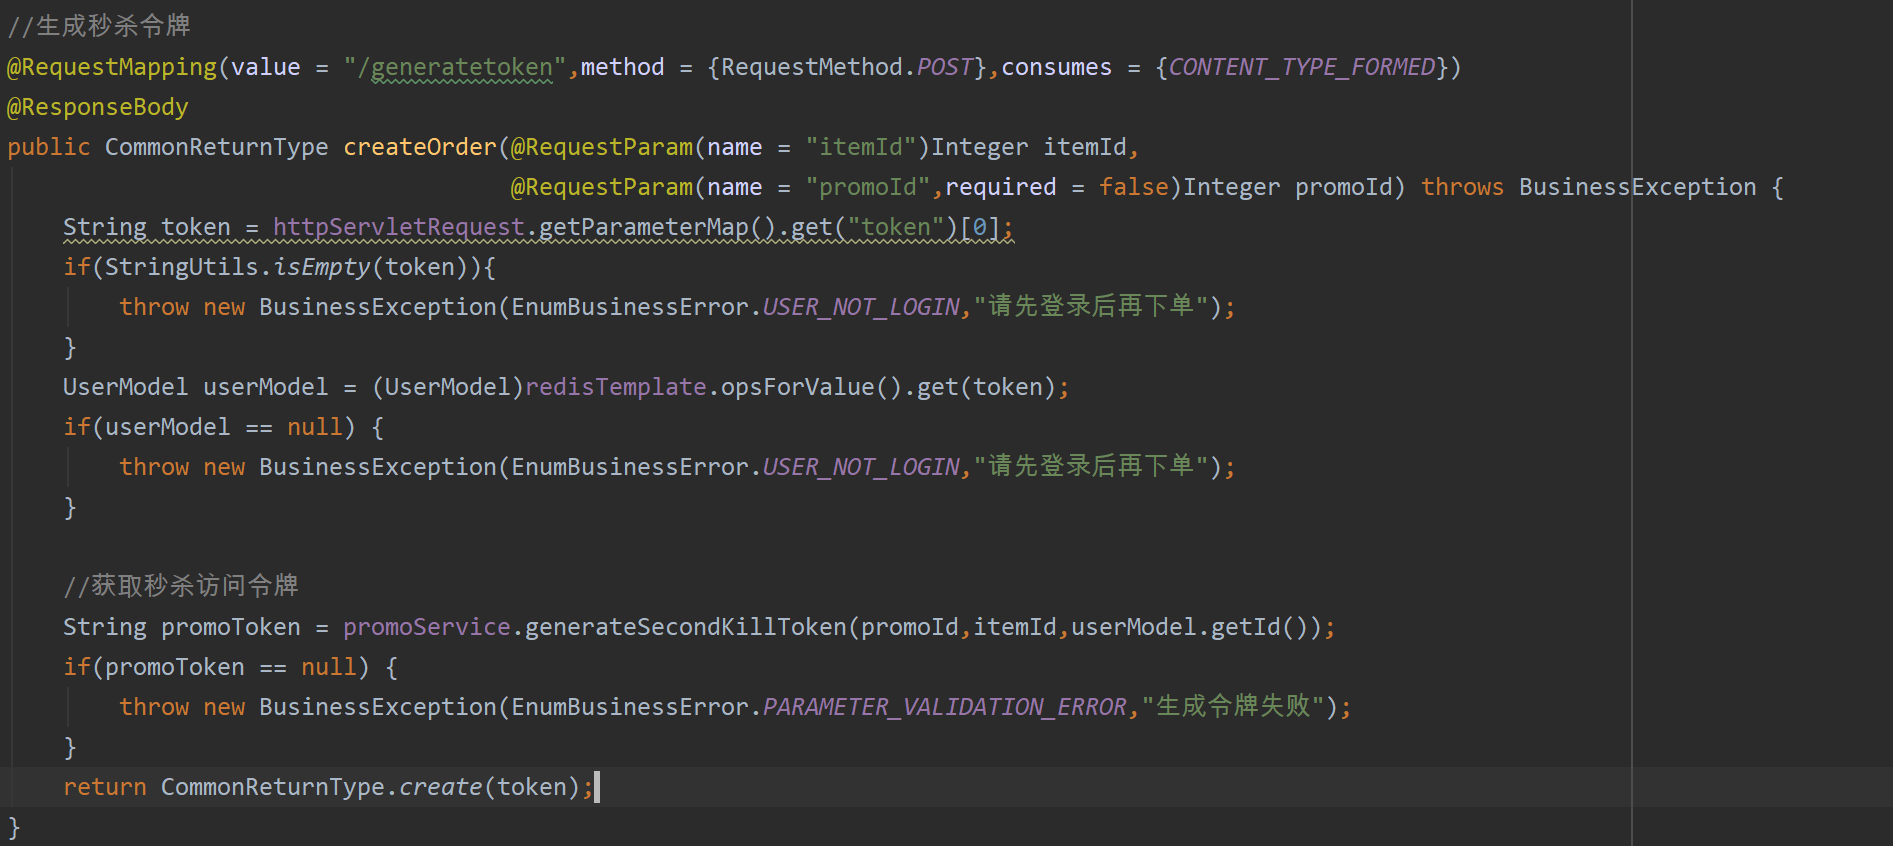 //生成秒杀令牌
@RequestMapping(value = "/generatetoken",method = {RequestMethod.POST},consumes = {CONTENT_TYPE_FORMED})
@ResponseBody
public CommonReturnType createOrder(@RequestParam(name = "itemId")Integer itemId,
@RequestParam(name = "promoId",required = false)Integer promoId) throws BusinessException {
String token = httpServletRequest.getParameterMap().get("token")[0];
if(StringUtils.isEmpty(token)){
throw new BusinessException(EnumBusinessError.USER_NOT_LOGIN,"请先登录后再下单");
}
UserModel userModel = (UserModel)redisTemplate.opsForValue().get(token);
if(userModel == null) {
throw new BusinessException(EnumBusinessError.USER_NOT_LOGIN,"请先登录后再下单");
}
//获取秒杀访问令牌
String promoToken = promoService.generateSecondKillToken(promoId,itemId,userModel.getId());
if(promoToken == null) {
throw new BusinessException(EnumBusinessError.PARAMETER_VALIDATION_ERROR,"生成令牌失败");
}
return CommonReturnType.create(token);
}